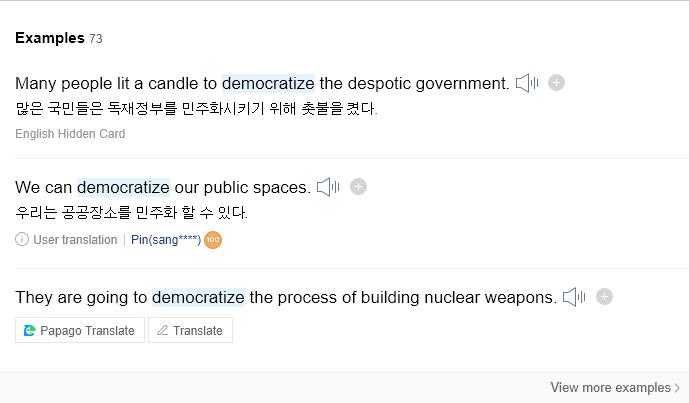 Examples 73
Many people lit a candle to democratize the despotic government.
많은 국민들은 독재정부를 민주화시키기 위해 촛불을 켰다.
English Hidden Card
We can democratize our public spaces.
우리는 공공장소를 민주화 할 수 있다.
User translation | Pin(sang****) 100
They are going to democratize the process of building nuclear weapons.
Papago Translate Translate
View more examples